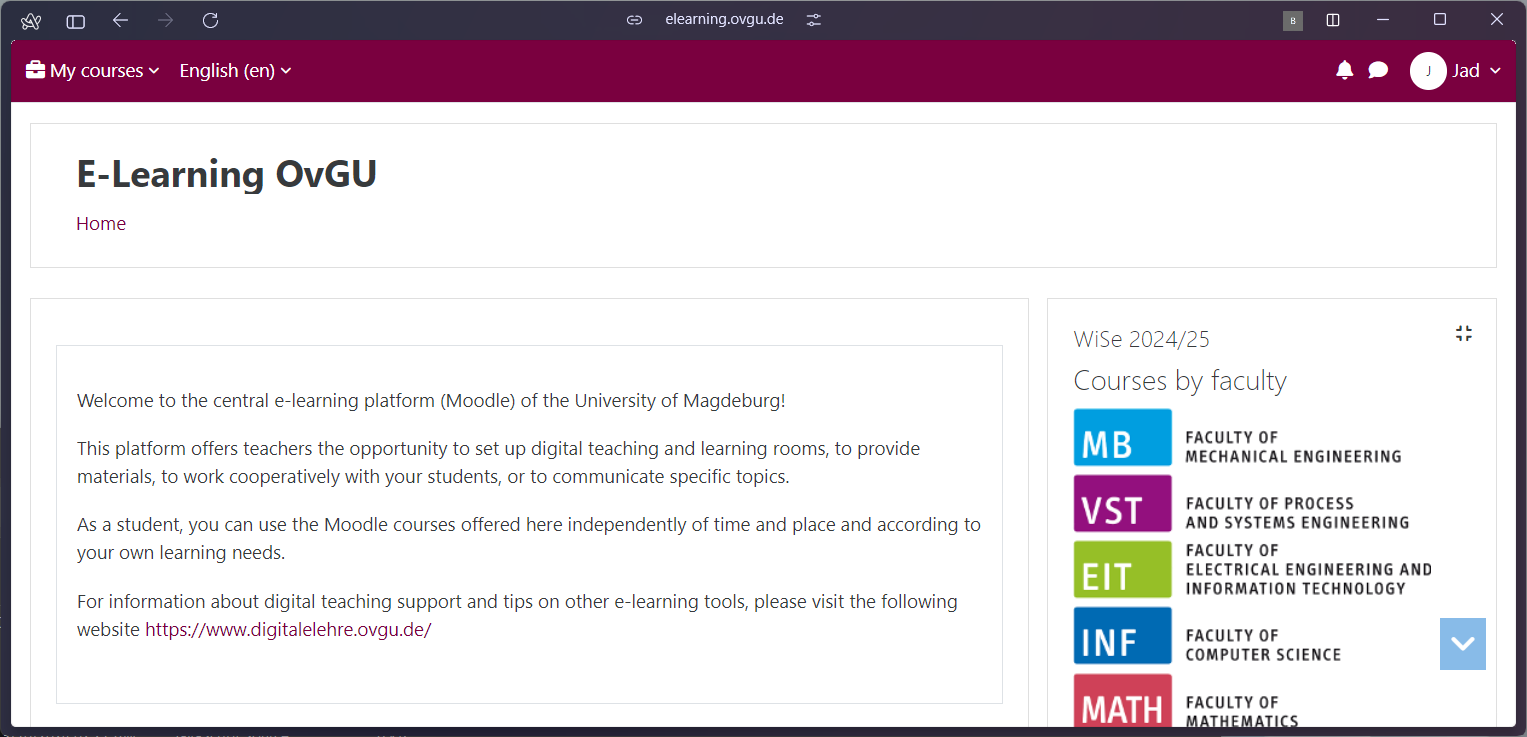 elearning.ovgu.de
B
My courses
English (en)
J
Jad
E-Learning OvGU
Home
Welcome to the central e-learning platform (Moodle) of the University of Magdeburg!
This platform offers teachers the opportunity to set up digital teaching and learning rooms, to provide
materials, to work cooperatively with your students, or to communicate specific topics.
As a student, you can use the Moodle courses offered here independently of time and place and according to
your own learning needs.
For information about digital teaching support and tips on other e-learning tools, please visit the following
website https://www.digitalelehre.ovgu.de/
WiSe 2024/25
Courses by faculty
MB
FACULTY OF
MECHANICAL ENGINEERING
VST
FACULTY OF PROCESS
AND SYSTEMS ENGINEERING
EIT
FACULTY OF
ELECTRICAL ENGINEERING AND
INFORMATION TECHNOLOGY
INF
FACULTY OF
COMPUTER SCIENCE
MATH
FACULTY OF
MATHEMATICS